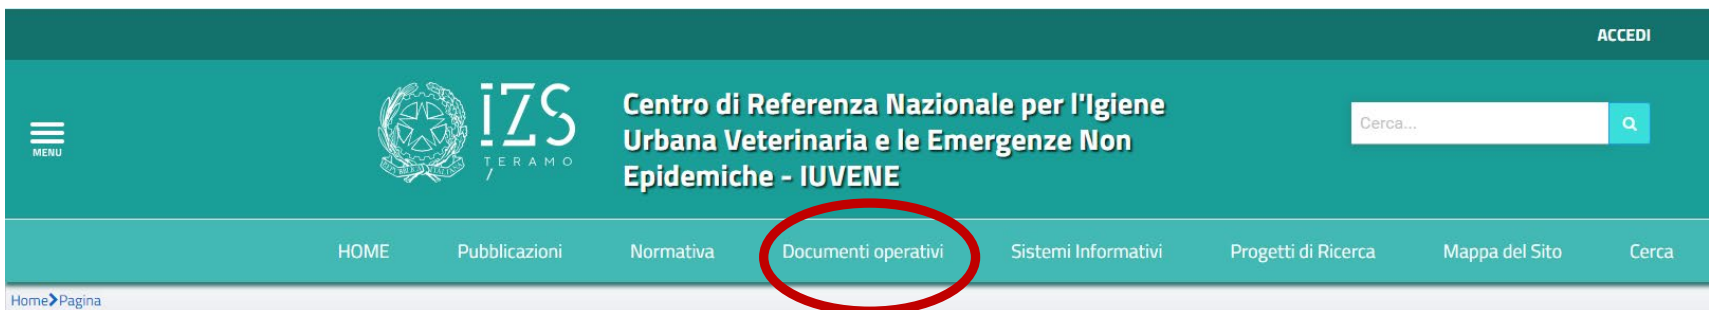 ACCEDI
MENU
IZS
TERAMO
Centro di Referenza Nazionale per l'Igiene
Urbana Veterinaria e le Emergenze Non
Epidemiche - IUVENE
Cerca...
HOME Pubblicazioni Normativa Documenti operativi Sistemi Informativi Progetti di Ricerca Mappa del Sito Cerca
Home Pagina